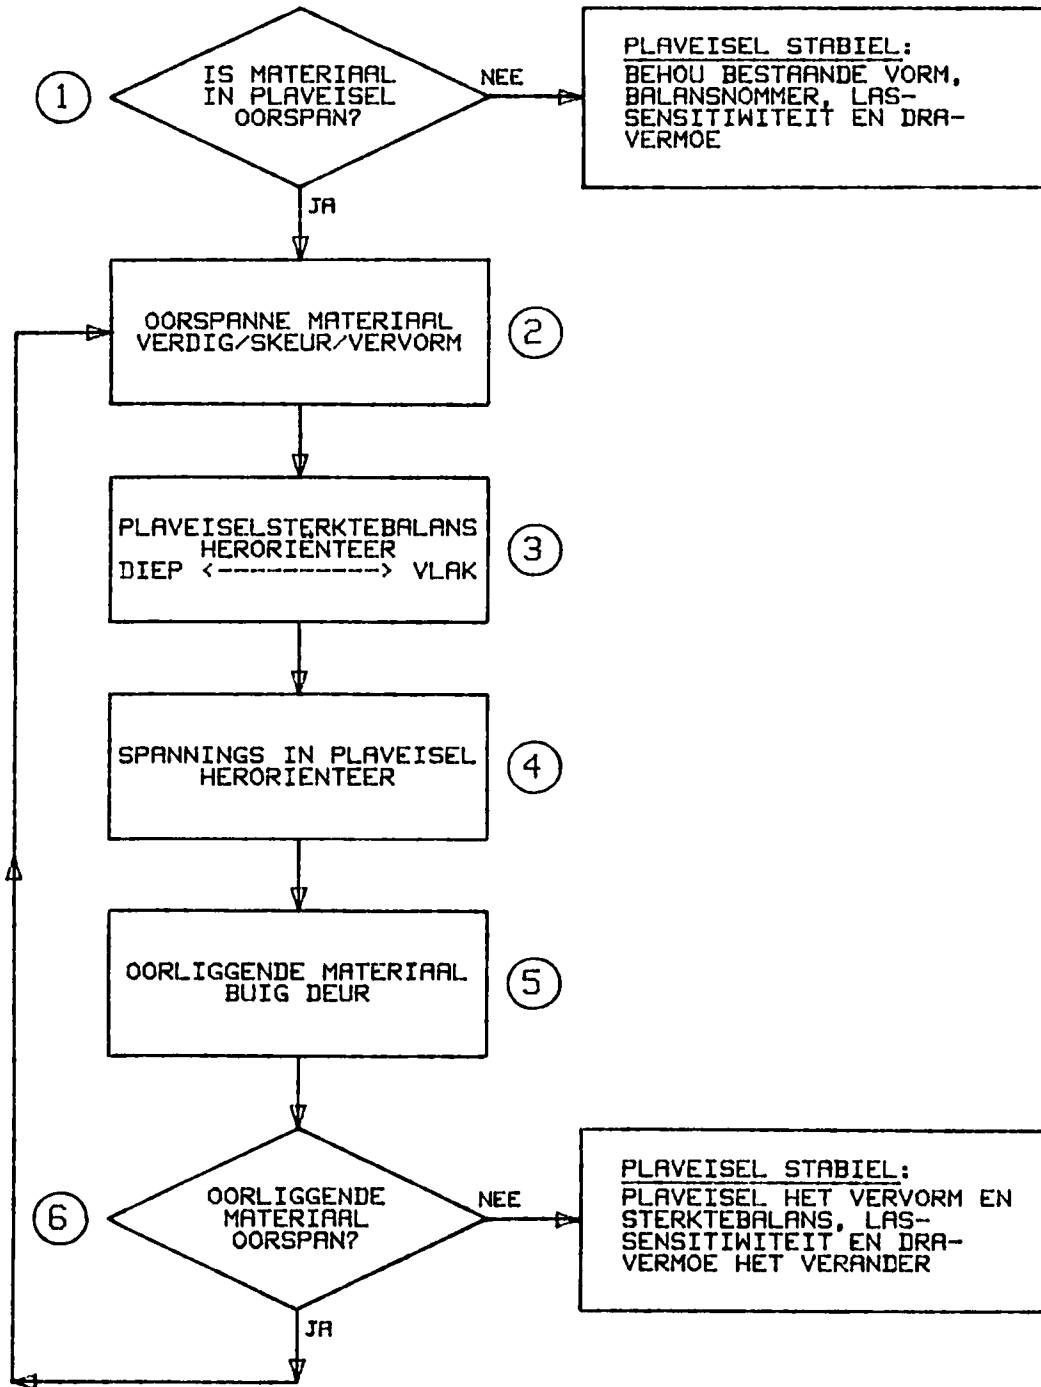 1
IS MATERIAAL
IN PLAVEISEL
OORSPAN?
NEE
PLAVEISEL STABIEL:
BEHOU BESTAANDE VORM,
BALANSNOMMER, LAS-
SENSITIWITEIT EN DRA-
VERMOE
JA
OORSPANNE MATERIAAL
VERDIG/SKEUR/VERVORM
2
PLAVEISELSTERKTEBALANS
HERORIËNTEER
DIEP <----------> VLAK
3
SPANNINGS IN PLAVEISEL
HERORIENTEER
4
OORLIGGENDE MATERIAAL
BUIG DEUR
5
6
OORLIGGENDE
MATERIAAL
OORSPAN?
NEE
PLAVEISEL STABIEL:
PLAVEISEL HET VERVORM EN
STERKTEBALANS, LAS-
SENSITIWITEIT EN DRA-
VERMOE HET VERANDER
JA